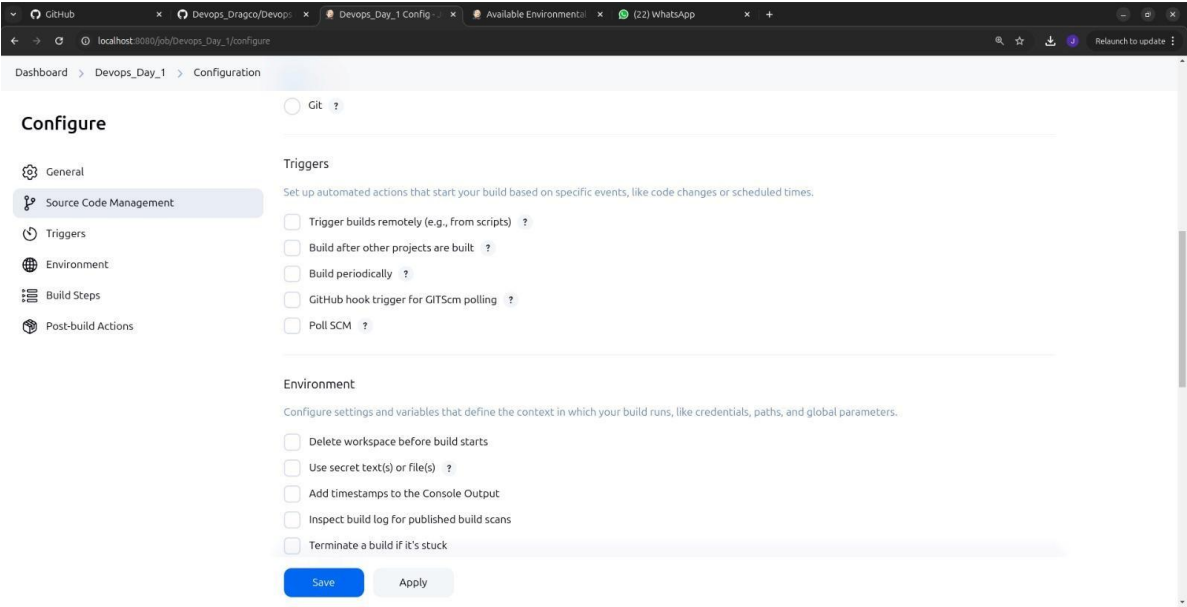 GitHub
Devops_Dragco/Devops
Devops_Day_1 Config - J
Available Environmental
(22) WhatsApp
localhost:8080/job/Devops_Day_1/configure
J
Relaunch to update
Dashboard > Devops_Day_1 > Configuration
Configure
General
Source Code Management
Triggers
Environment
Build Steps
Post-build Actions
Git ?
Triggers
Set up automated actions that start your build based on specific events, like code changes or scheduled times.
Trigger builds remotely (e.g., from scripts) ?
Build after other projects are built ?
Build periodically ?
GitHub hook trigger for GITScm polling ?
Poll SCM ?
Environment
Configure settings and variables that define the context in which your build runs, like credentials, paths, and global parameters.
Delete workspace before build starts
Use secret text(s) or file(s) ?
Add timestamps to the Console Output
Inspect build log for published build scans
Terminate a build if it's stuck
Save
Apply